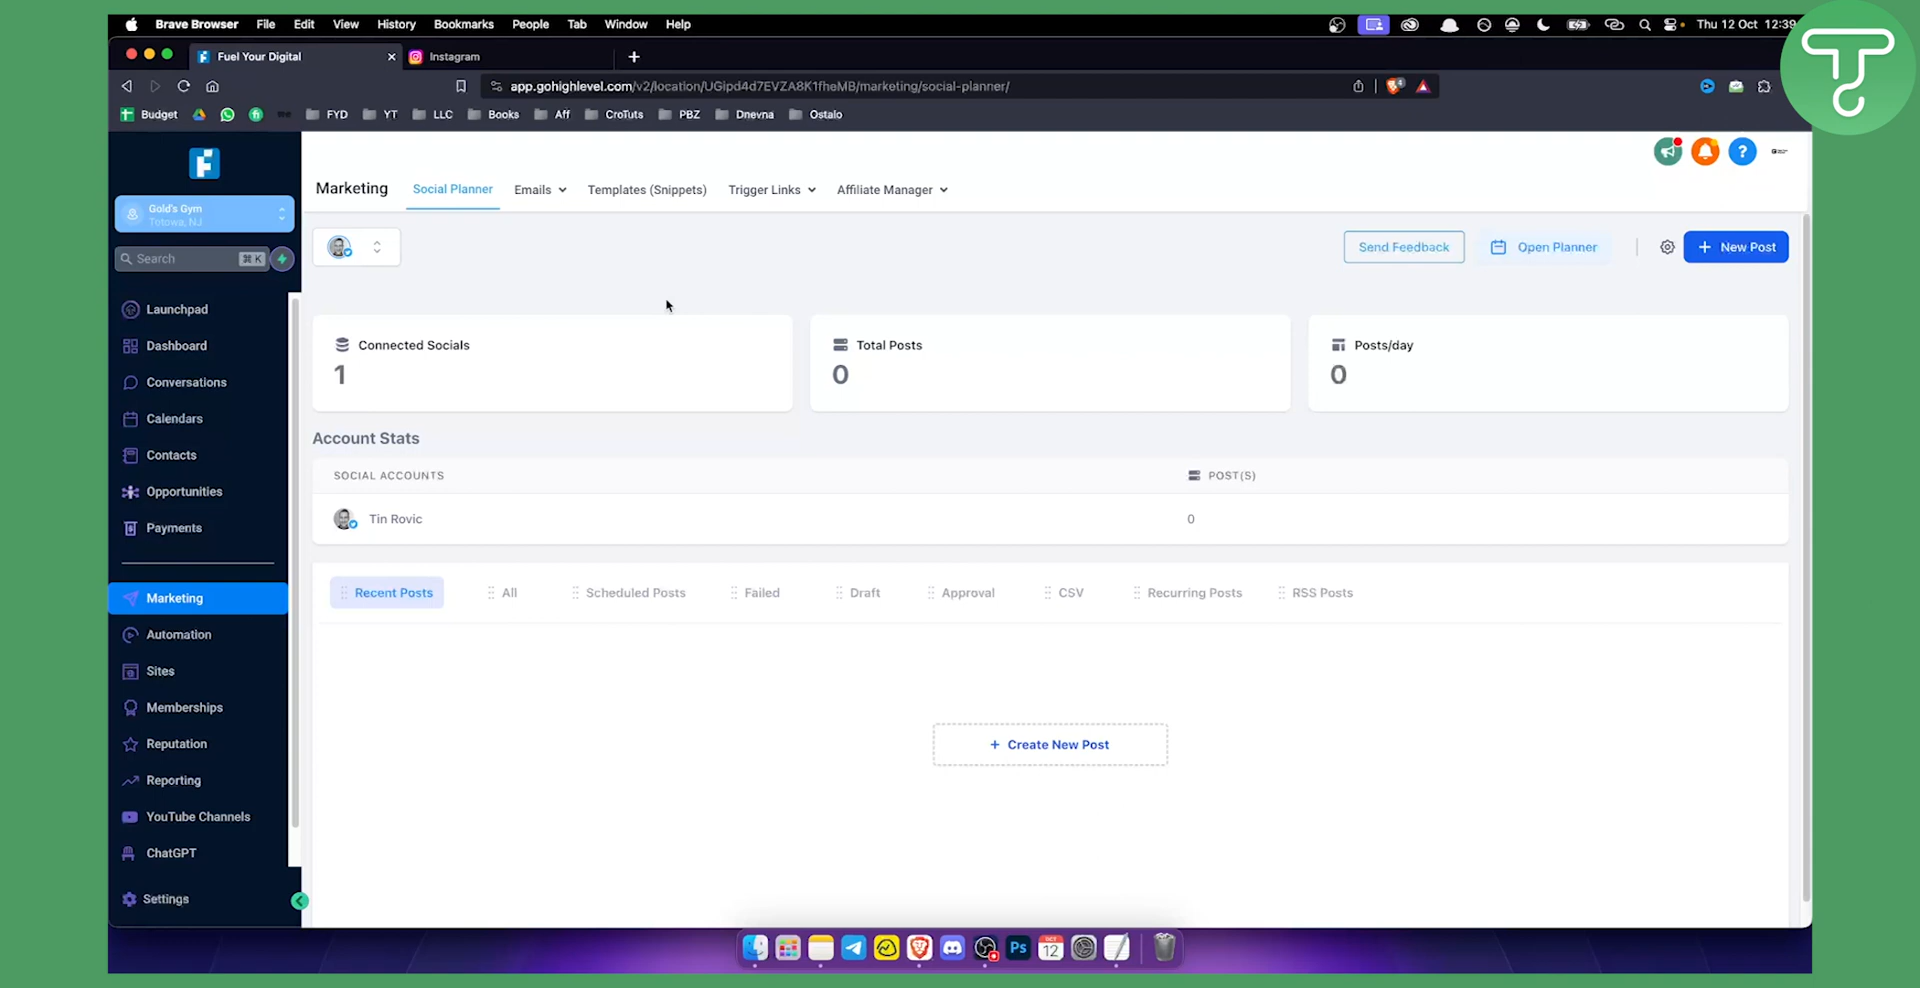 Brave Browser File Edit View History Bookmarks People Tab Window Help Thu 12 Oct 12:39
Fuel Your Digital Instagram
app.gohighlevel.com/v2/location/UGipd4d7EVZA8K1fheMB/marketing/social-planner/
Budget FYD YT LLC Books Aff CroTuts PBZ Dnevna Ostalo
Gold's Gym
Totowa, NJ
Search ⌘ K
Launchpad
Dashboard
Conversations
Calendars
Contacts
Opportunities
Payments
Marketing
Automation
Sites
Memberships
Reputation
Reporting
YouTube Channels
ChatGPT
Settings
Marketing Social Planner Emails Templates (Snippets) Trigger Links Affiliate Manager
Send Feedback Open Planner + New Post
Connected Socials
1
Total Posts
0
Posts/day
0
Account Stats
SOCIAL ACCOUNTS POST(S)
Tin Rovic 0
Recent Posts All Scheduled Posts Failed Draft Approval CSV Recurring Posts RSS Posts
+ Create New Post
Ps OCT 12